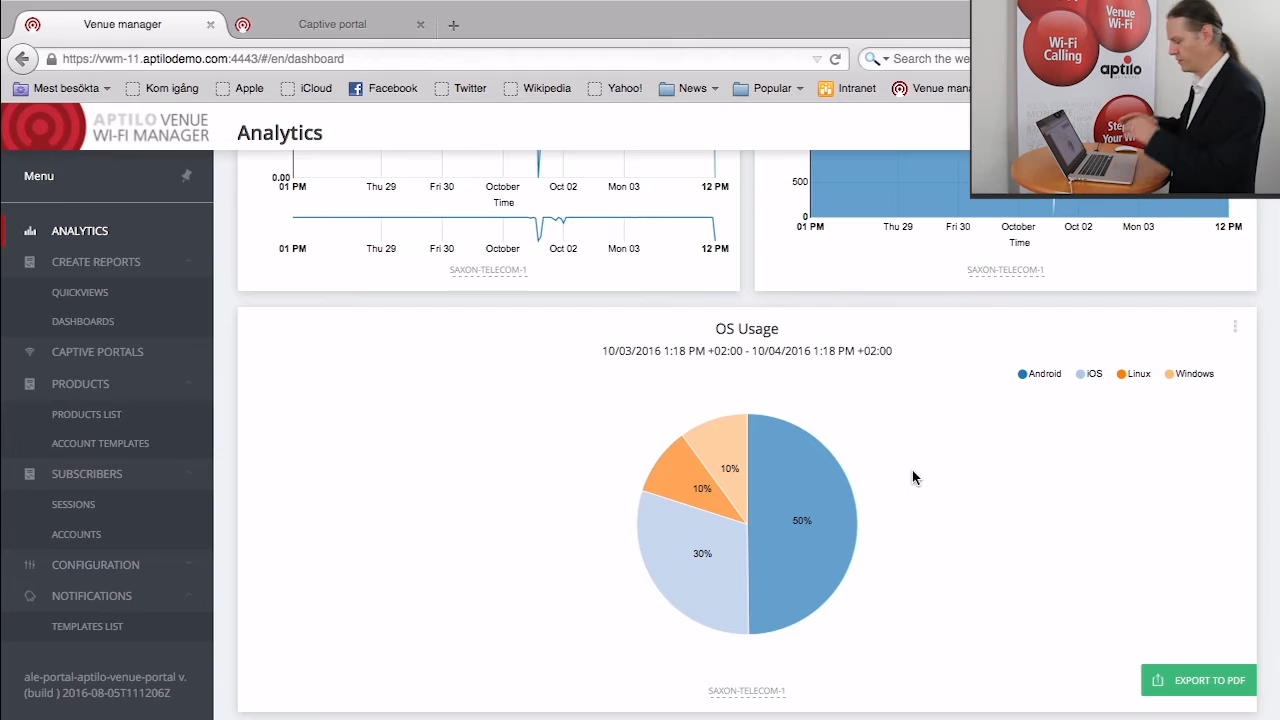 Venue manager
Captive portal
https://vwm-11.aptilodemo.com:4443/#/en/dashboard
Search the we
Mest besökta
Kom igång
Apple
iCloud
Facebook
Twitter
Wikipedia
Yahoo!
News
Popular
Intranet
Venue man
Wi-Fi
Calling
Venue
Wi-Fi
aptilo
Your
APTILO VENUE
WI-FI MANAGER
Analytics
Menu
ANALYTICS
CREATE REPORTS
QUICKVIEWS
DASHBOARDS
CAPTIVE PORTALS
PRODUCTS
PRODUCTS LIST
ACCOUNT TEMPLATES
SUBSCRIBERS
SESSIONS
ACCOUNTS
CONFIGURATION
NOTIFICATIONS
TEMPLATES LIST
ale-portal-aptilo-venue-portal v.
(build ) 2016-08-05T111206Z
0.00
01 PM Thu 29 Fri 30 October Oct 02 Mon 03 12 PM
Time
01 PM Thu 29 Fri 30 October Oct 02 Mon 03 12 PM
SAXON-TELECOM-1
500
0
01 PM Thu 29 Fri 30 October Oct 02 Mon 03 12 PM
Time
SAXON-TELECOM-1
OS Usage
10/03/2016 1:18 PM +02:00 - 10/04/2016 1:18 PM +02:00
Android iOS Linux Windows
10%
10%
50%
30%
SAXON-TELECOM-1
EXPORT TO PDF